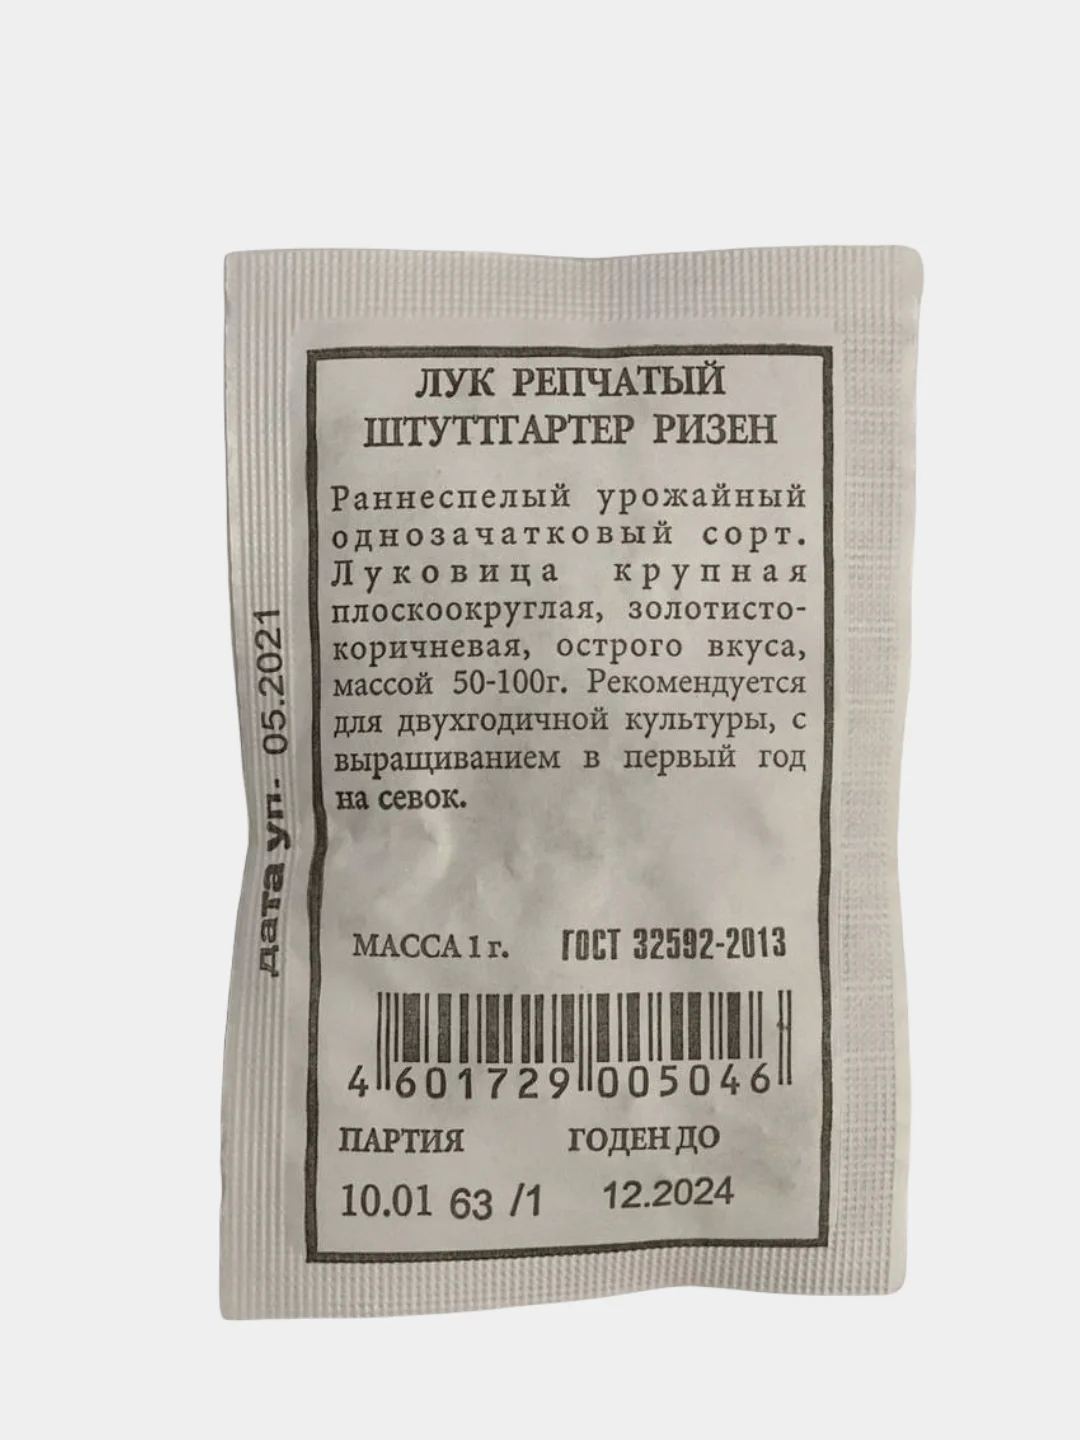 ЛУК РЕПЧАТЫЙ
ШТУТТГАРТЕР РИЗЕН
Раннеспелый урожайный
однозачатковый сорт.
Луковица крупная
плоскоокруглая, золотисто-
коричневая, острого вкуса,
массой 50-100г. Рекомендуется
для двухгодичной культуры, с
выращиванием в первый год
на севок.
дата уп. 05.2021
МАССА 1 г. ГОСТ 32592-2013
4 601729 005046
ПАРТИЯ ГОДЕН ДО
10.01 63 /1 12.2024